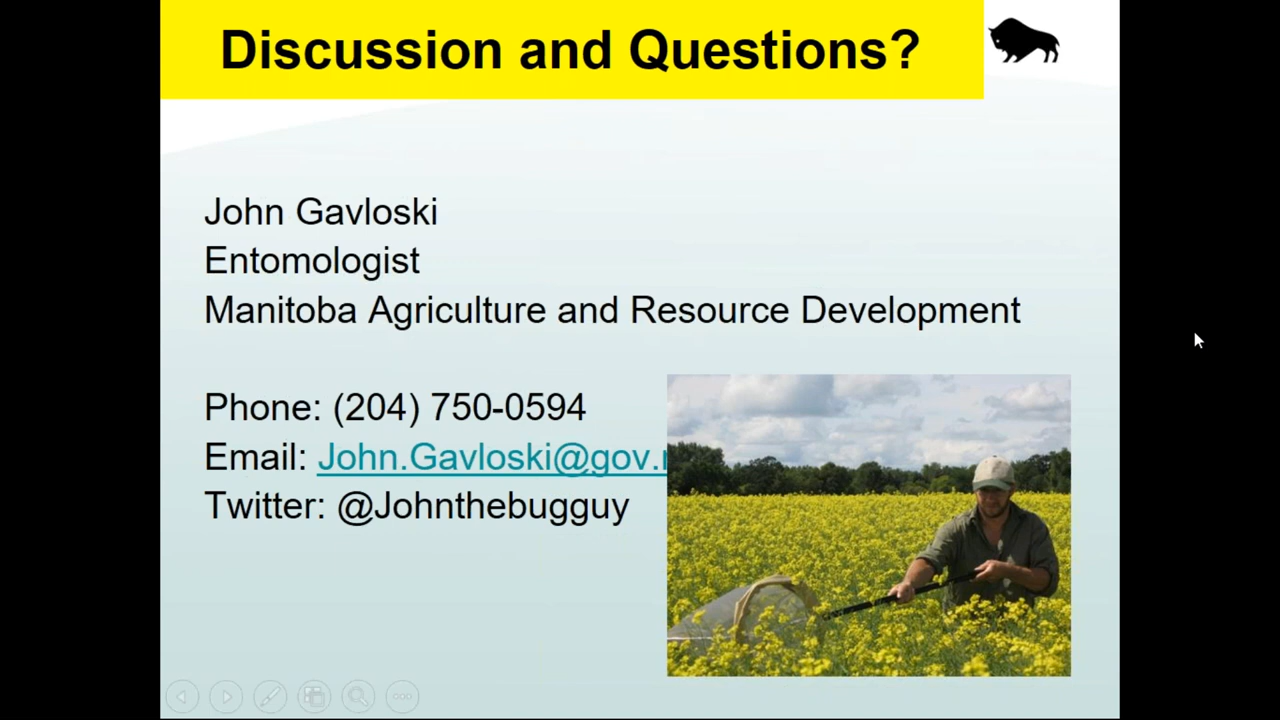 Discussion and Questions?
John Gavloski
Entomologist
Manitoba Agriculture and Resource Development
Phone: (204) 750-0594
Email: John.Gavloski@gov.
Twitter: @Johnthebugguy